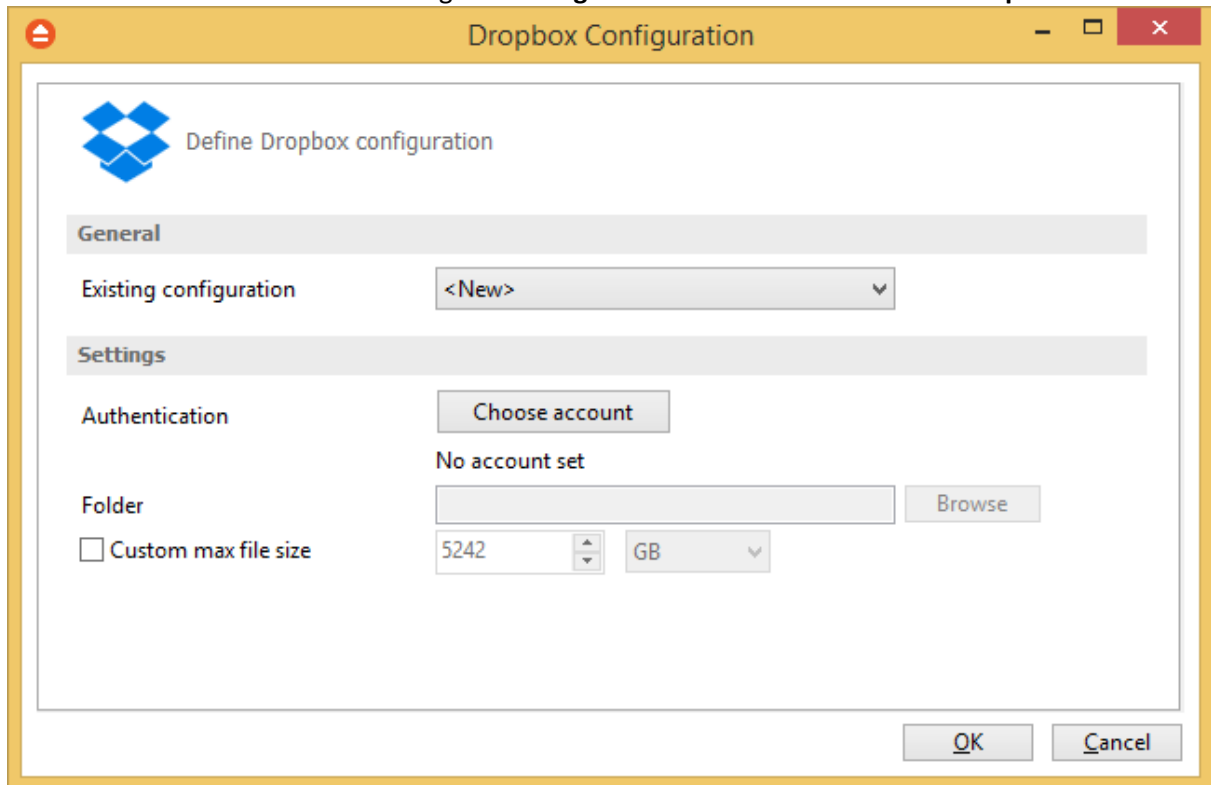 Dropbox Configuration
Define Dropbox configuration
General
Existing configuration <New>
Settings
Authentication Choose account
No account set
Folder Browse
Custom max file size 5242 GB
OK Cancel